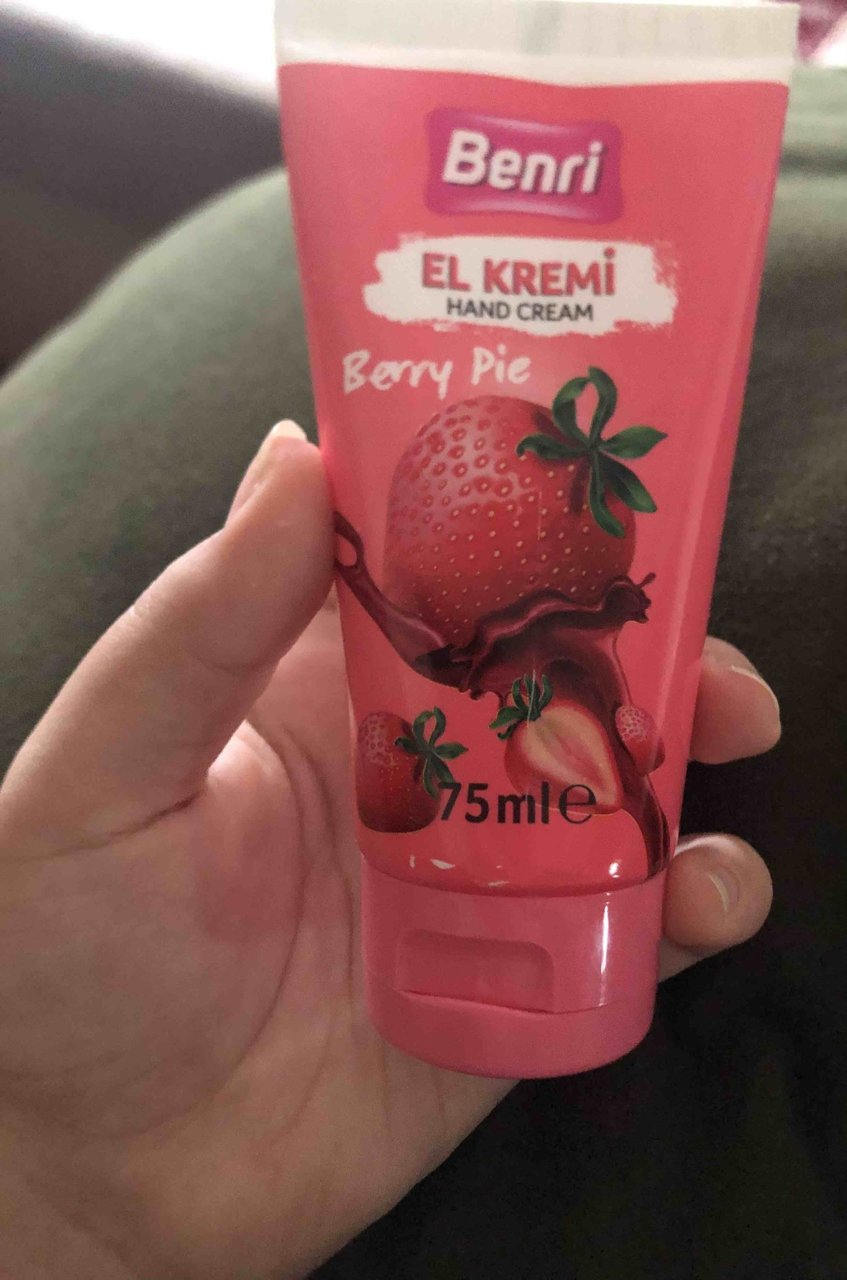 Benri
EL KREMİ
HAND CREAM
Berry Pie
75ml℮